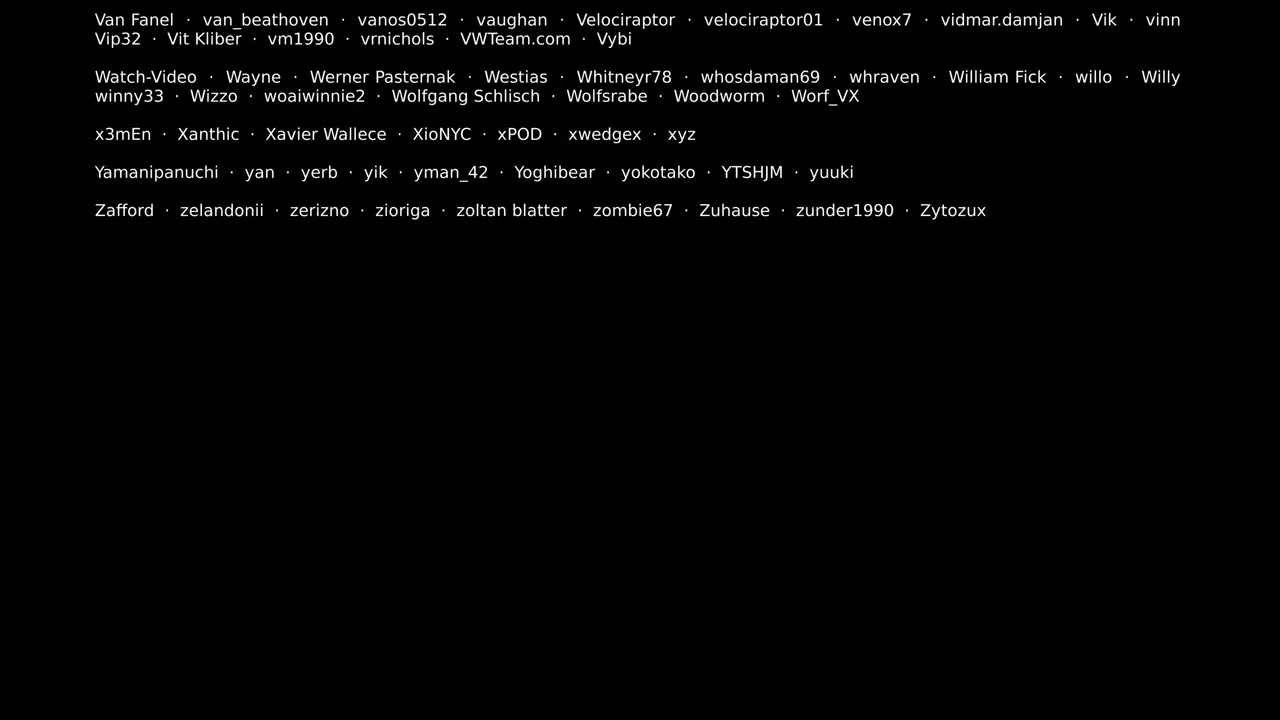 Van Fanel · van_beathoven · vanos0512 · vaughan · Velociraptor · velociraptor01 · venox7 · vidmar.damjan · Vik · vinn
Vip32 · Vit Kliber · vm1990 · vrnichols · VWTeam.com · Vybi
Watch-Video · Wayne · Werner Pasternak · Westias · Whitneyr78 · whosdaman69 · whraven · William Fick · willo · Willy
winny33 · Wizzo · woaiwinnie2 · Wolfgang Schlisch · Wolfsrabe · Woodworm · Worf_VX
x3mEn · Xanthic · Xavier Wallece · XioNYC · xPOD · xwedgex · xyz
Yamanipanuchi · yan · yerb · yik · yman_42 · Yoghibear · yokotako · YTSHJM · yuuki
Zafford · zelandonii · zerizno · zioriga · zoltan blatter · zombie67 · Zuhause · zunder1990 · Zytozux